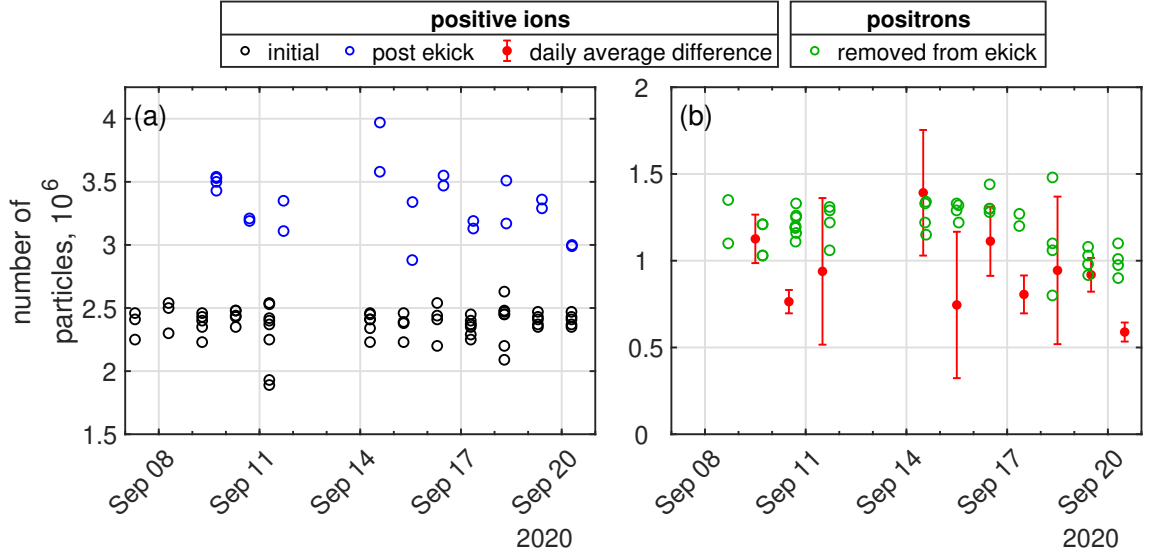 positive ions
positrons
initial
post ekick
daily average difference
removed from ekick
(a)
number of
particles, 10^6
4
3.5
3
2.5
2
1.5
Sep 08
Sep 11
Sep 14
Sep 17
Sep 20
2020
(b)
2
1.5
1
0.5
0
Sep 08
Sep 11
Sep 14
Sep 17
Sep 20
2020